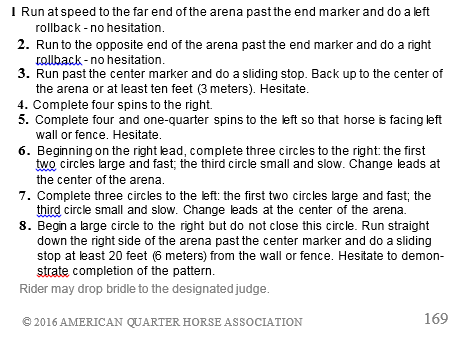 1 Run at speed to the far end of the arena past the end marker and do a left
rollback - no hesitation.
2. Run to the opposite end of the arena past the end marker and do a right
rollback - no hesitation.
3. Run past the center marker and do a sliding stop. Back up to the center of
the arena or at least ten feet (3 meters). Hesitate.
4. Complete four spins to the right.
5. Complete four and one-quarter spins to the left so that horse is facing left
wall or fence. Hesitate.
6. Beginning on the right lead, complete three circles to the right: the first
two circles large and fast; the third circle small and slow. Change leads at
the center of the arena.
7. Complete three circles to the left: the first two circles large and fast; the
third circle small and slow. Change leads at the center of the arena.
8. Begin a large circle to the right but do not close this circle. Run straight
down the right side of the arena past the center marker and do a sliding
stop at least 20 feet (6 meters) from the wall or fence. Hesitate to demon-
strate completion of the pattern.
Rider may drop bridle to the designated judge.
© 2016 AMERICAN QUARTER HORSE ASSOCIATION 169